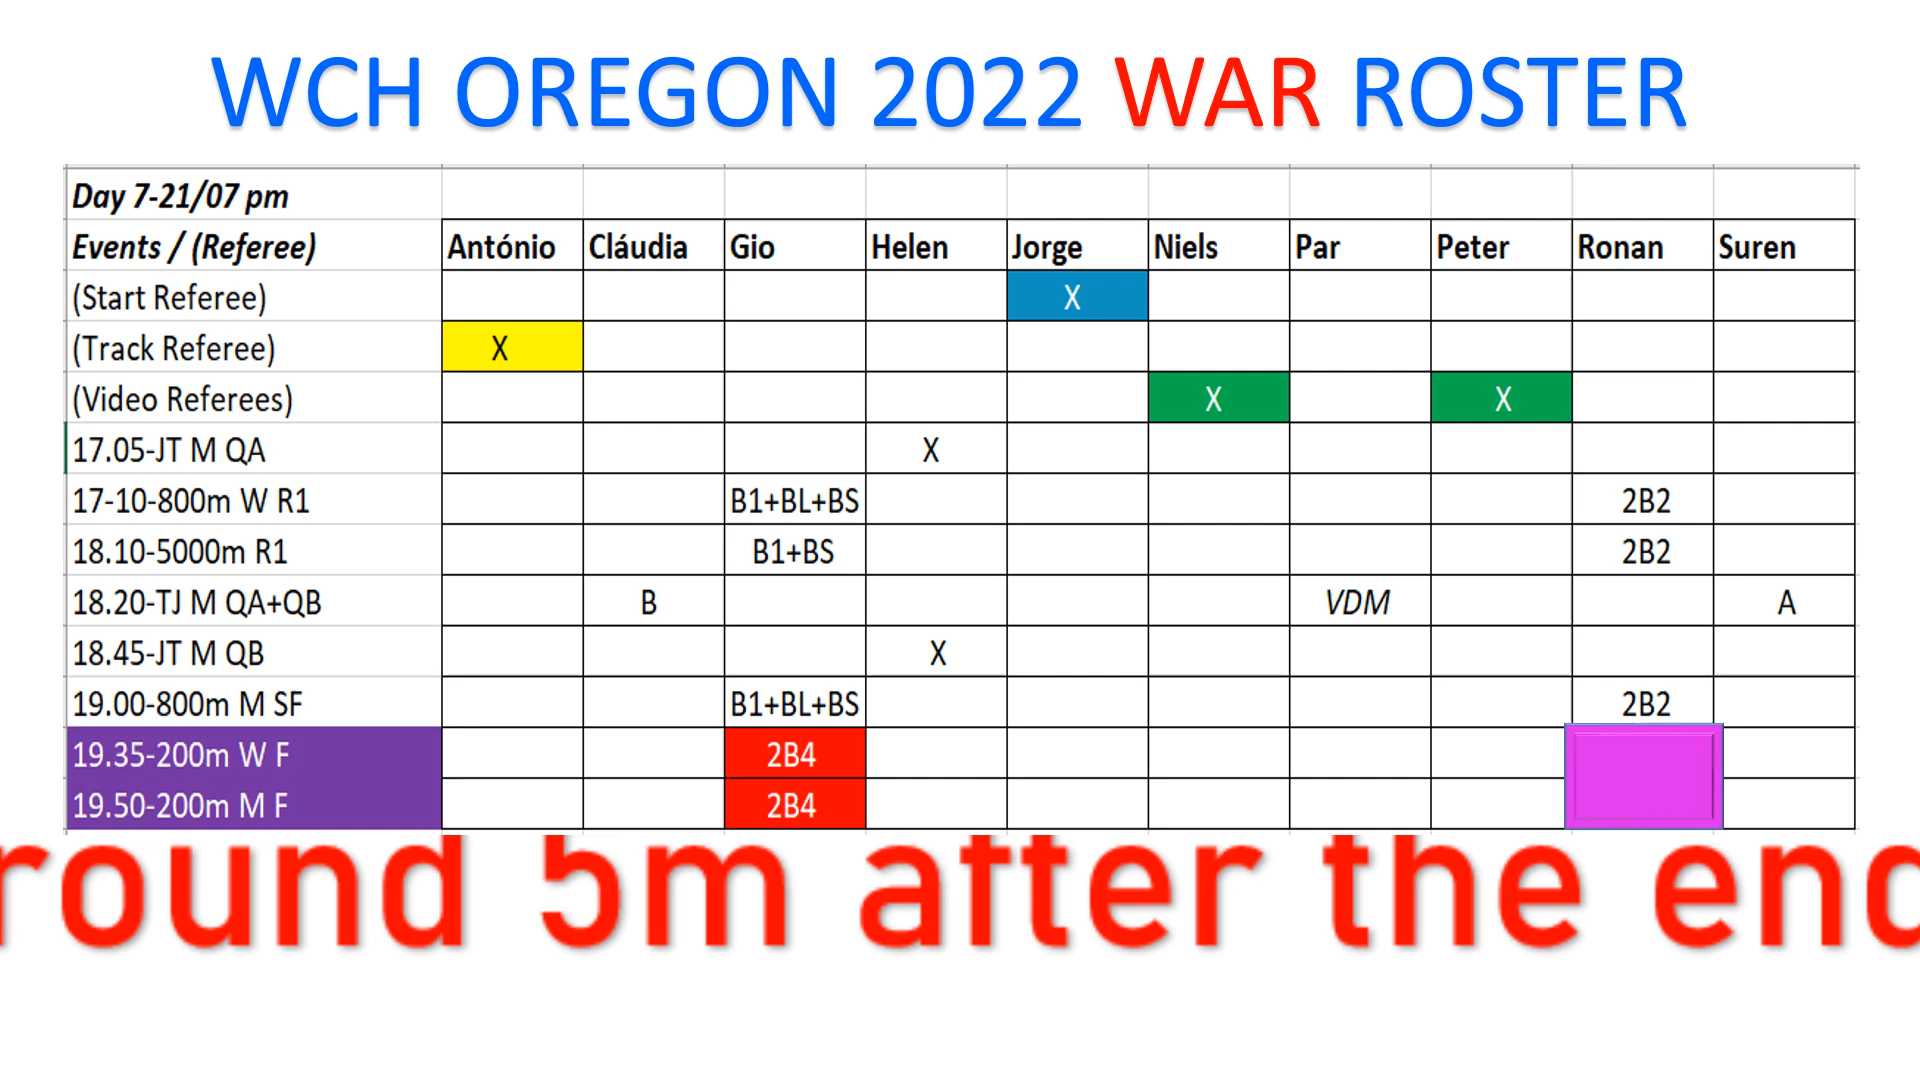 WCH OREGON 2022 WAR ROSTER
Day 7-21/07 pm
Events / (Referee) António Cláudia Gio Helen Jorge Niels Par Peter Ronan Suren
(Start Referee) X
(Track Referee) X
(Video Referees) X X
17.05-JT M QA X
17-10-800m W R1 B1+BL+BS 2B2
18.10-5000m R1 B1+BS 2B2
18.20-TJ M QA+QB B VDM A
18.45-JT M QB X
19.00-800m M SF B1+BL+BS 2B2
19.35-200m W F 2B4
19.50-200m M F 2B4
round 5m after the end